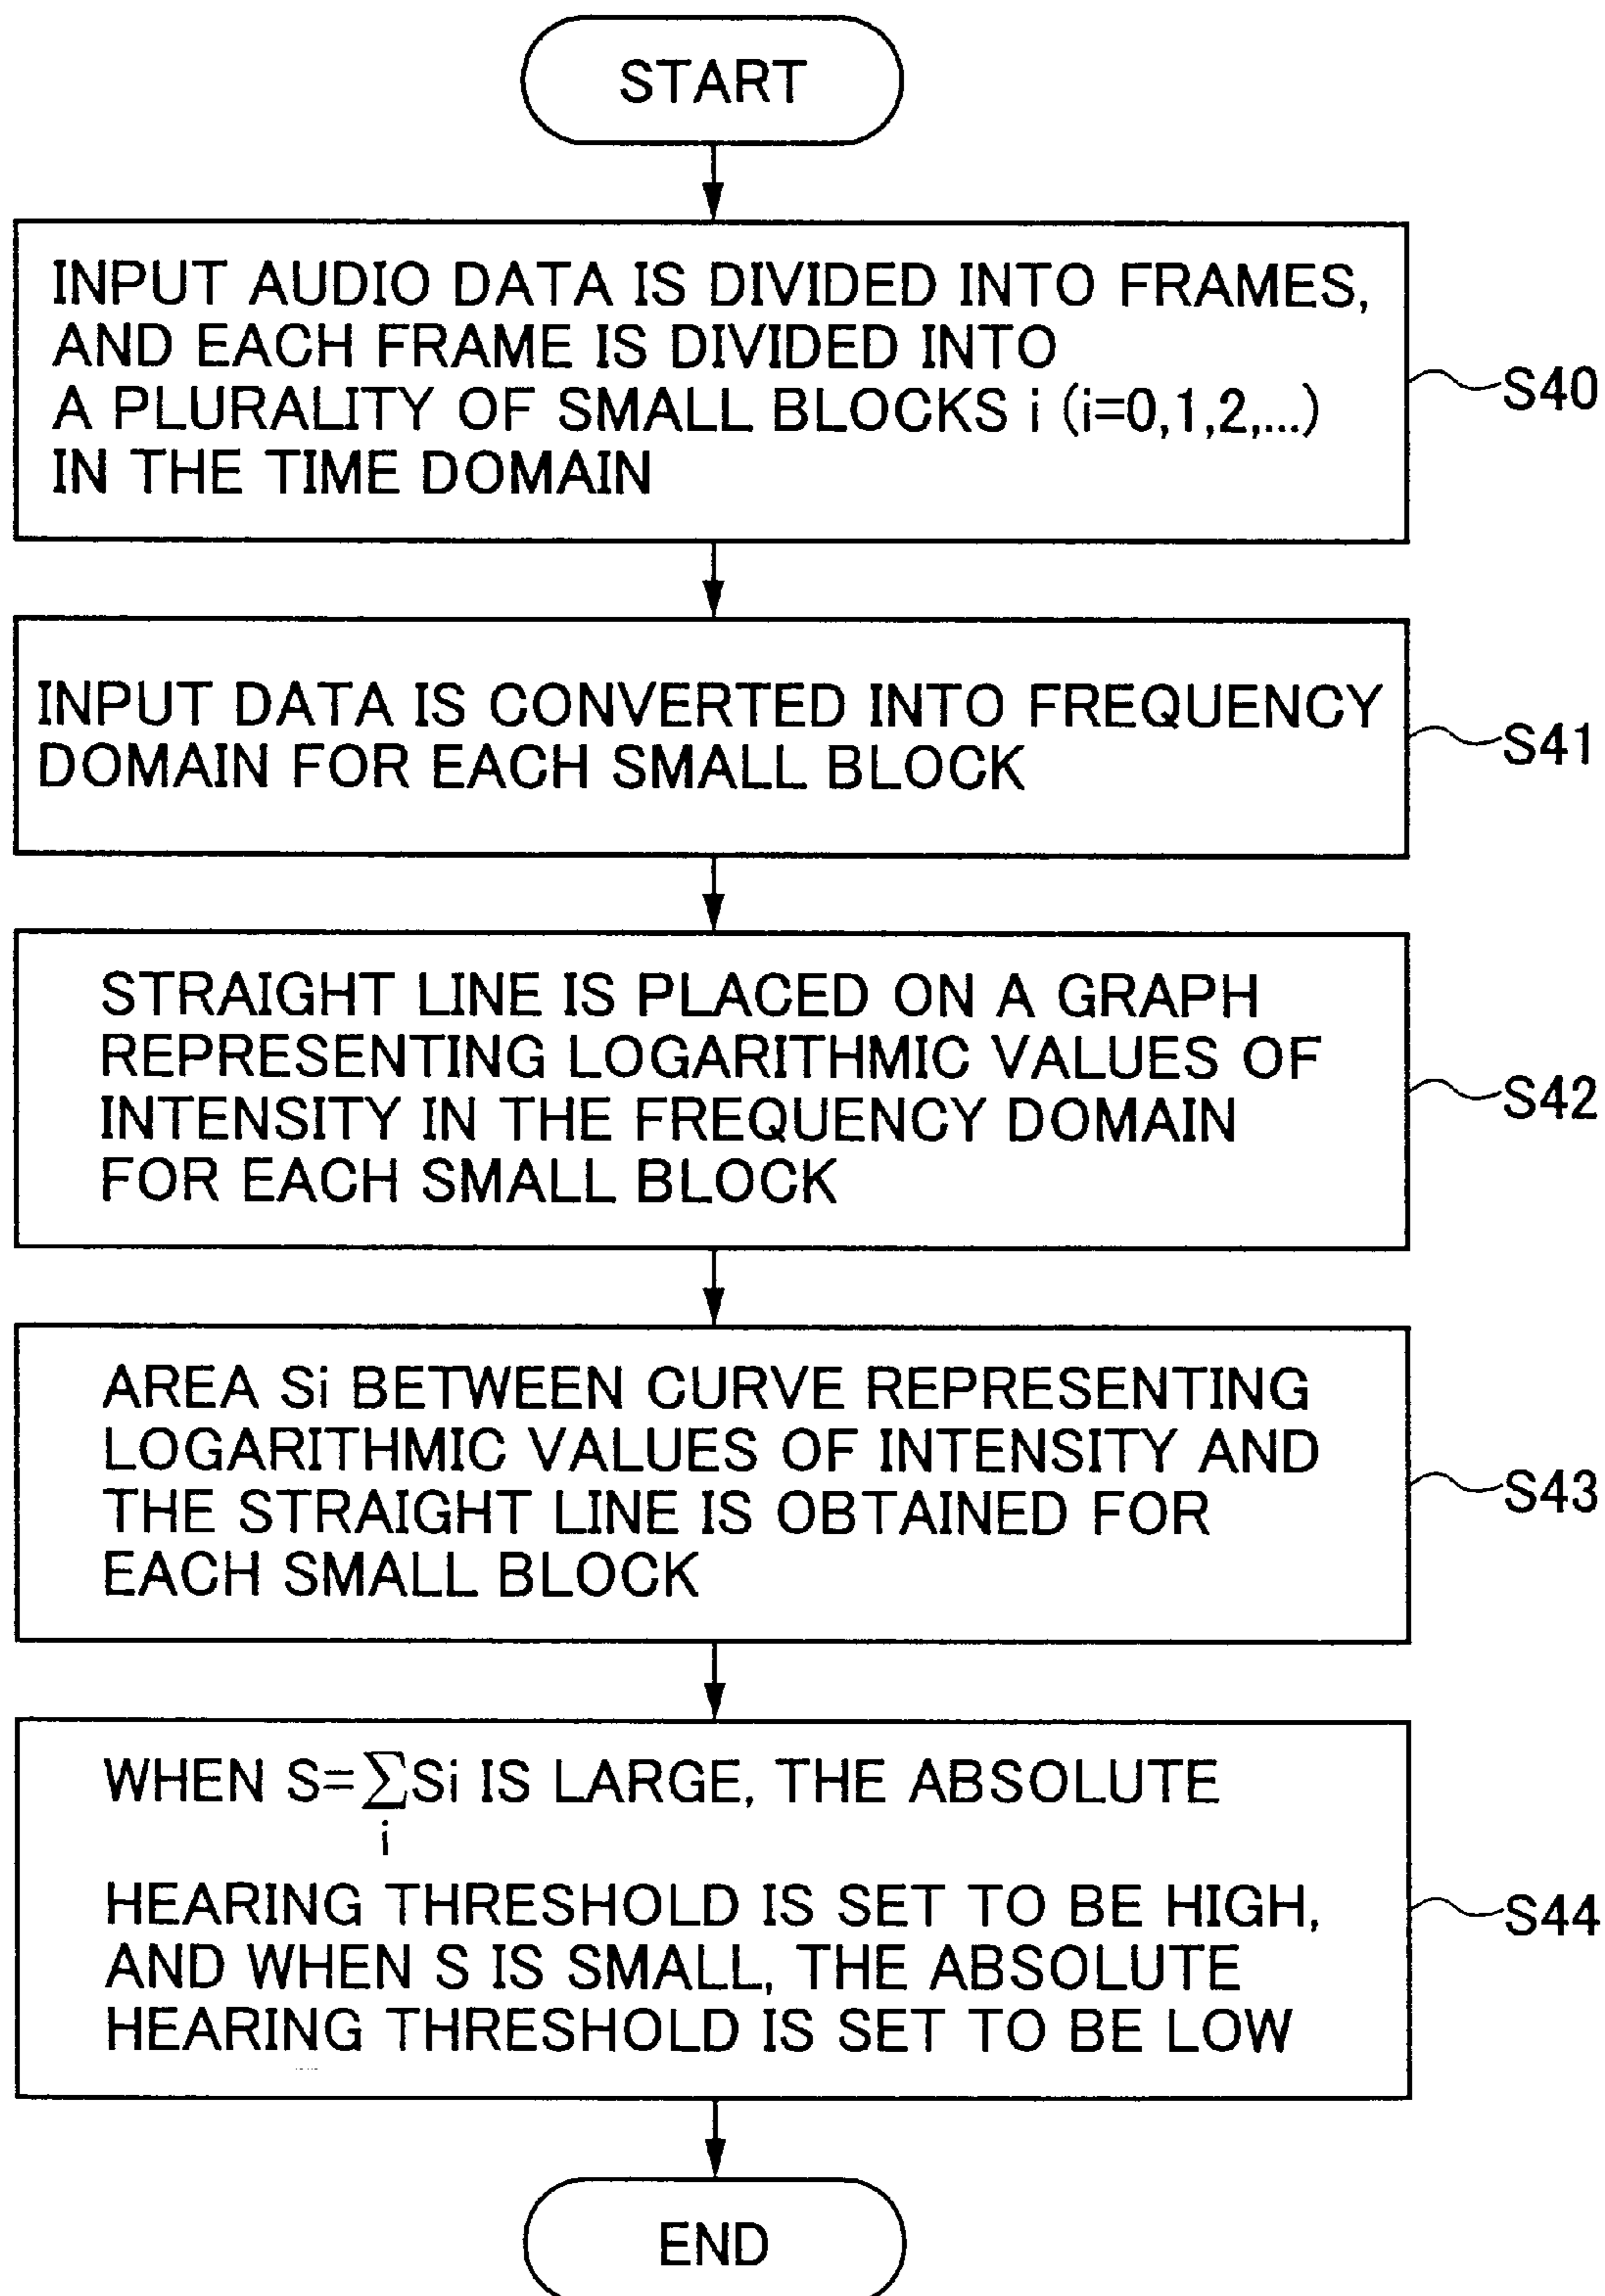 START
INPUT AUDIO DATA IS DIVIDED INTO FRAMES,
AND EACH FRAME IS DIVIDED INTO
A PLURALITY OF SMALL BLOCKS i (i=0,1,2,...)
IN THE TIME DOMAIN
S40
INPUT DATA IS CONVERTED INTO FREQUENCY
DOMAIN FOR EACH SMALL BLOCK
S41
STRAIGHT LINE IS PLACED ON A GRAPH
REPRESENTING LOGARITHMIC VALUES OF
INTENSITY IN THE FREQUENCY DOMAIN
FOR EACH SMALL BLOCK
S42
AREA Si BETWEEN CURVE REPRESENTING
LOGARITHMIC VALUES OF INTENSITY AND
THE STRAIGHT LINE IS OBTAINED FOR
EACH SMALL BLOCK
S43
WHEN S=∑Si IS LARGE, THE ABSOLUTE
i
HEARING THRESHOLD IS SET TO BE HIGH,
AND WHEN S IS SMALL, THE ABSOLUTE
HEARING THRESHOLD IS SET TO BE LOW
S44
END